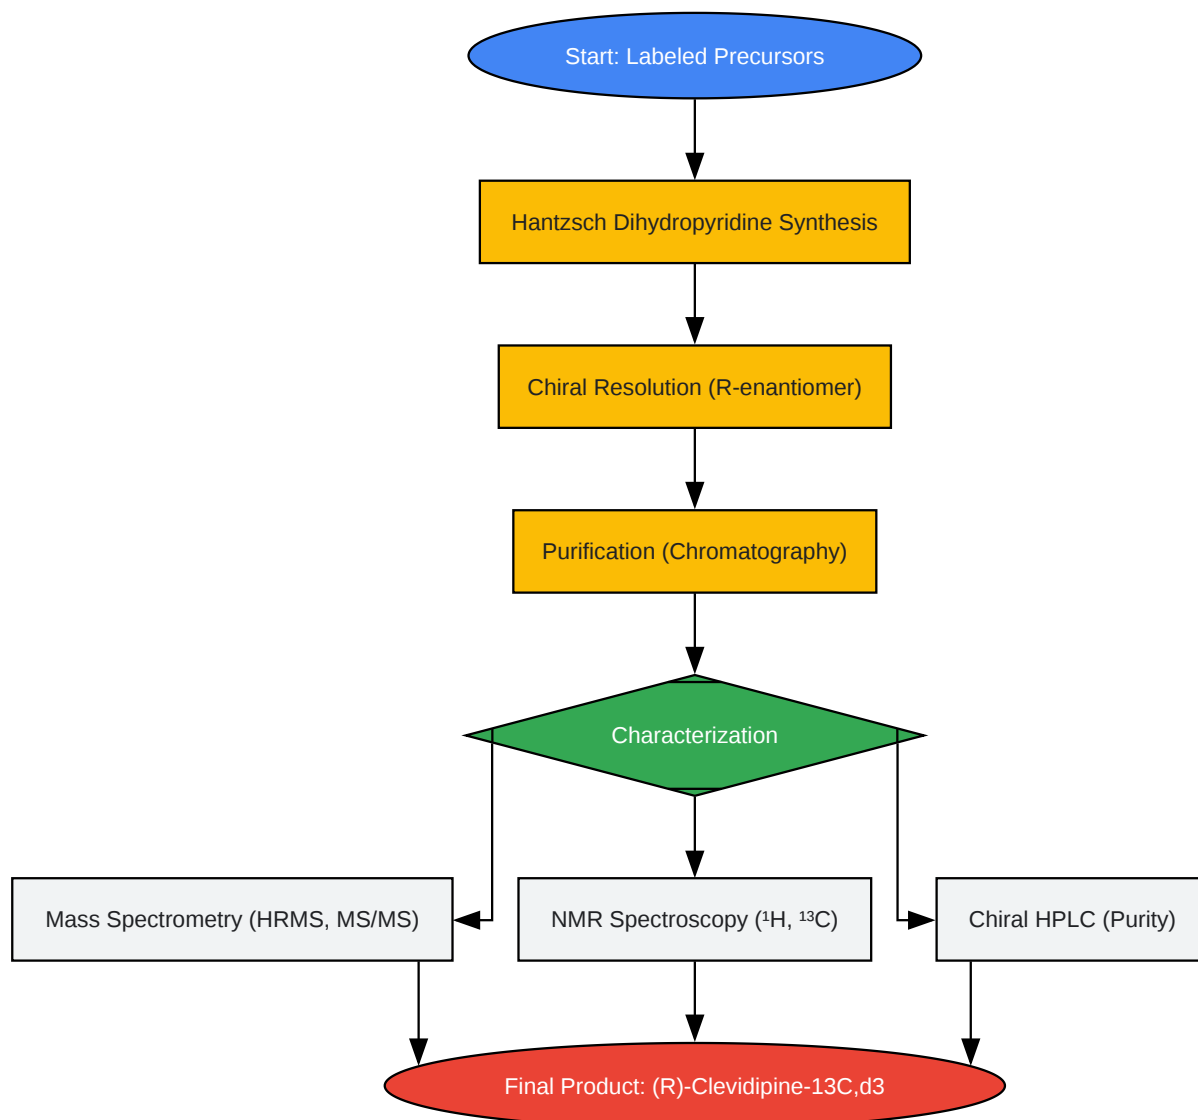 Start: Labeled Precursors
Hantzsch Dihydropyridine Synthesis
Chiral Resolution (R-enantiomer)
Purification (Chromatography)
Characterization
Mass Spectrometry (HRMS, MS/MS)
NMR Spectroscopy (¹H, ¹³C)
Chiral HPLC (Purity)
Final Product: (R)-Clevidipine-13C,d3